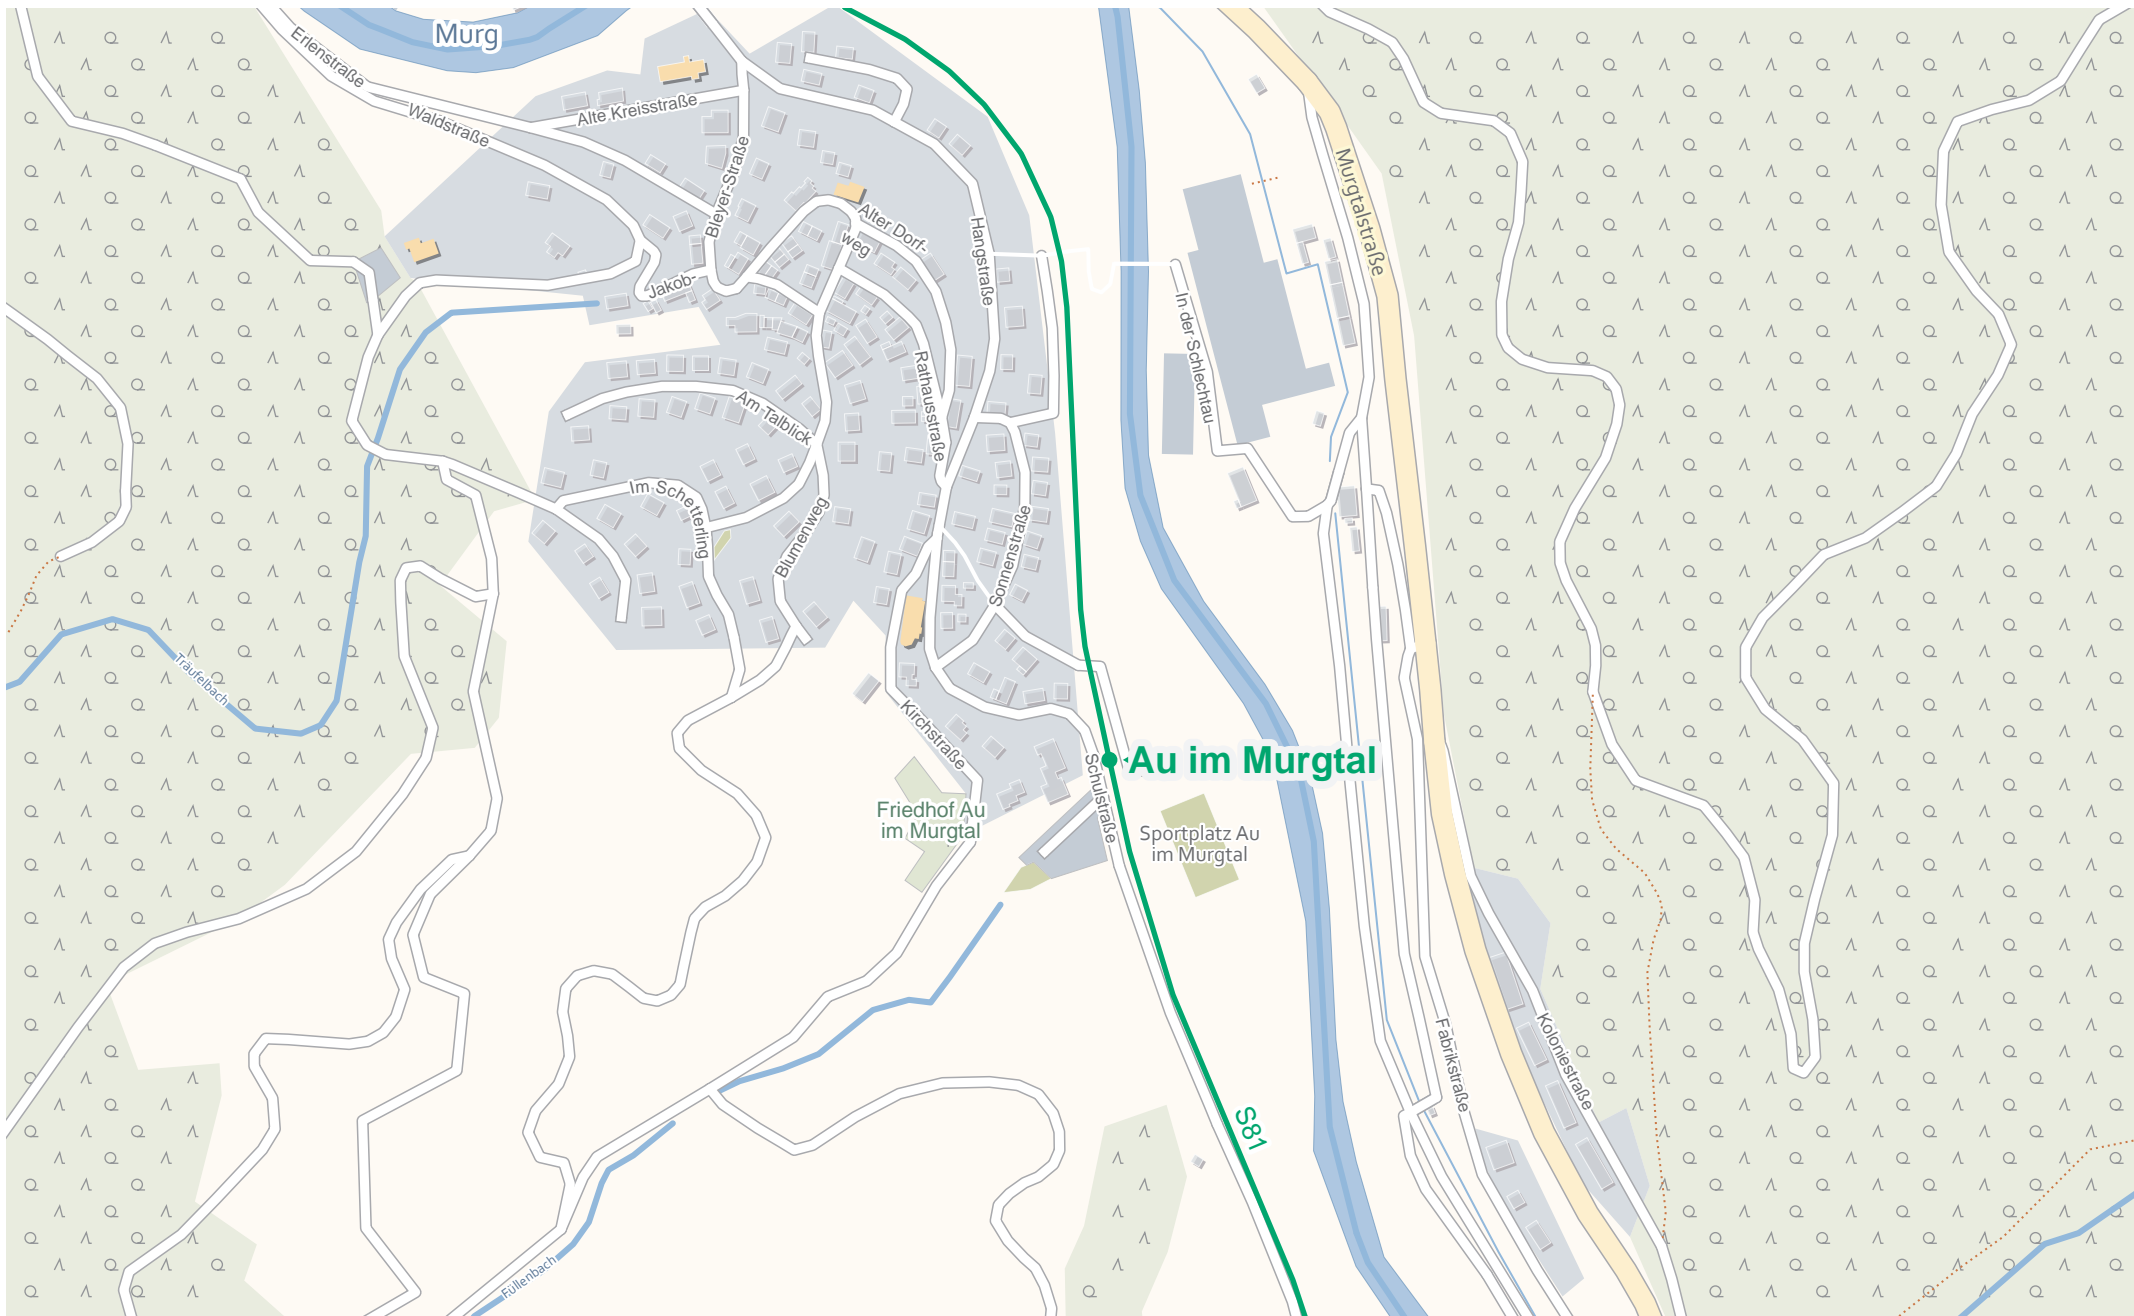 Murg
Erlenstraße
Waldstraße
Alte Kreisstraße
Bleyer-Straße
Jakob-
Alter Dorf-
weg
Hangstraße
Murgtalstraße
In der Schlechtau
Rathausstraße
Am Talblick
Im Schetterling
Blumenweg
Sonnenstraße
Träufelbach
Kirchstraße
Schulstraße
Au im Murgtal
Friedhof Au
im Murgtal
Sportplatz Au
im Murgtal
Fabrikstraße
Koloniestraße
S81
Füllenbach